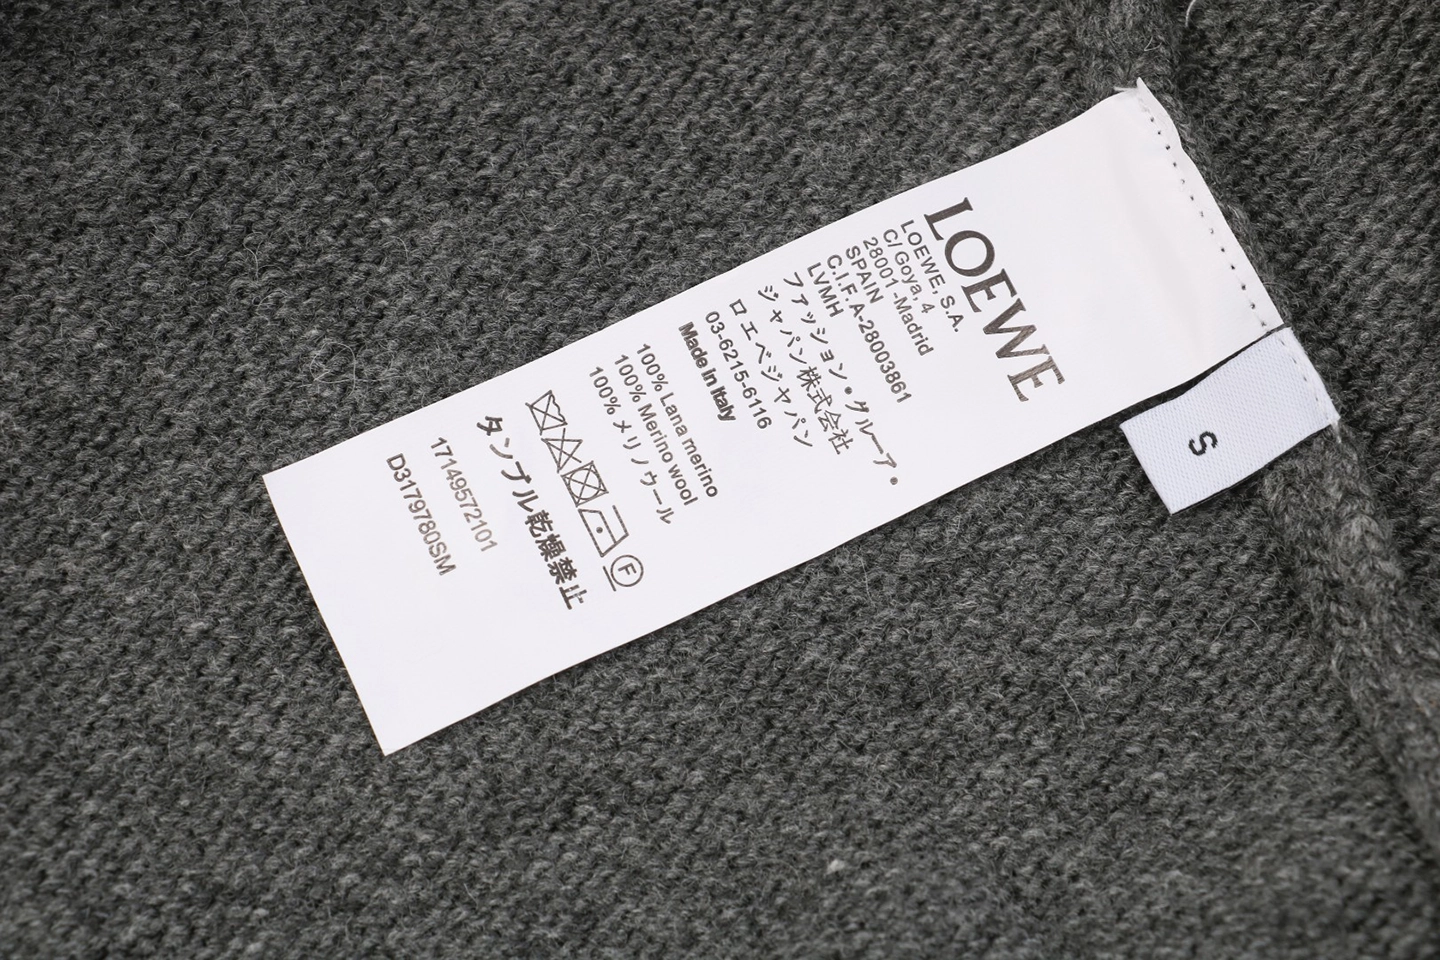 LOEWE
LOEWE, S.A.
C/ Goya, 4
28001 -Madrid
SPAIN
C.I.F. A-28003861
LVMH
ファッション・グループ・
ジャパン株式会社
ロエベジャパン
03-6215-6116
Made In Italy
100% Lana merino
100% Merino wool
100% メリノウール
F
タンブル乾燥禁止
17149572101
D3179780SM
S